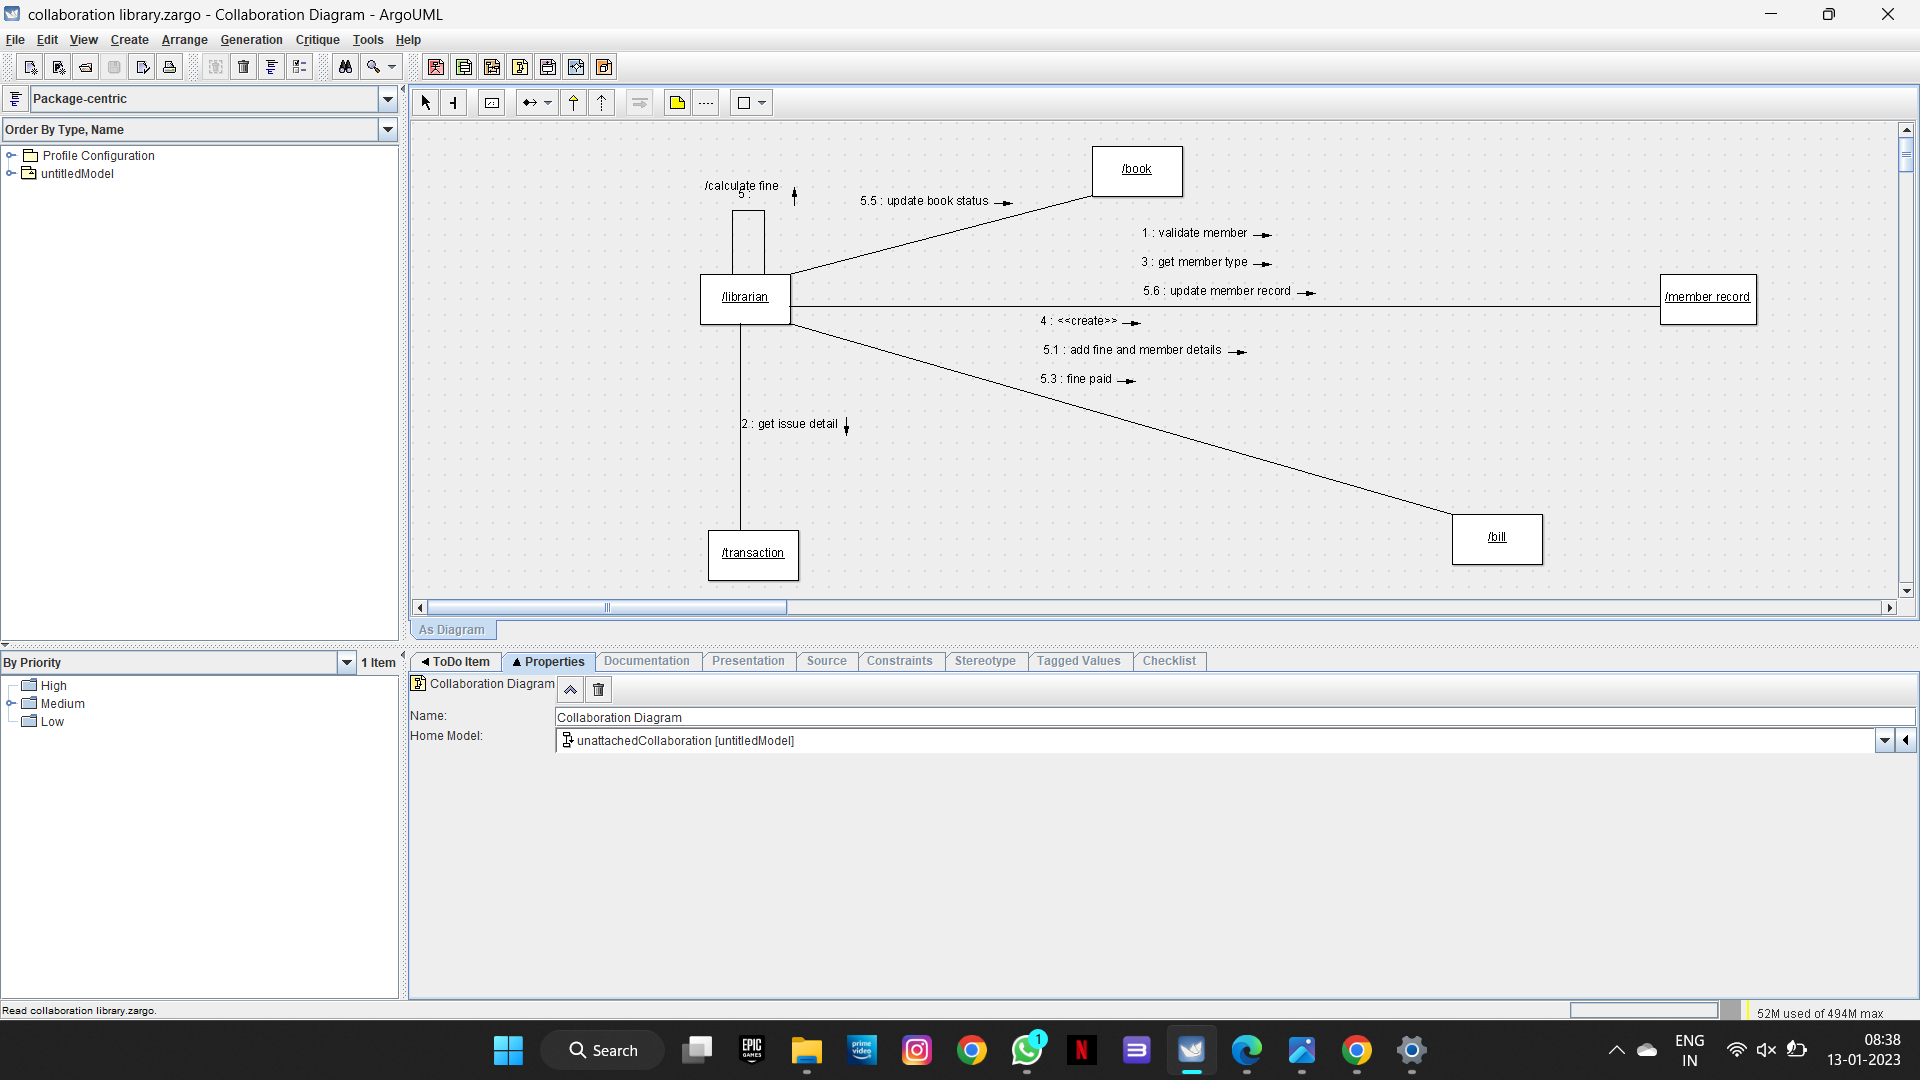 collaboration library.zargo - Collaboration Diagram - ArgoUML
File Edit View Create Arrange Generation Critique Tools Help
Package-centric
Order By Type, Name
Profile Configuration
untitledModel
/book
/calculate fine
5 :
5.5 : update book status
1 : validate member
3 : get member type
5.6 : update member record
/librarian
/member record
4 : <<create>>
5.1 : add fine and member details
5.3 : fine paid
2 : get issue detail
/transaction
/bill
As Diagram
By Priority 1 Item
High
Medium
Low
ToDo Item Properties Documentation Presentation Source Constraints Stereotype Tagged Values Checklist
Collaboration Diagram
Name: Collaboration Diagram
Home Model: unattachedCollaboration [untitledModel]
Read collaboration library.zargo.
52M used of 494M max
Search
EPIC
GAMES
prime
video
1
N
B
ENG
IN
08:38
13-01-2023